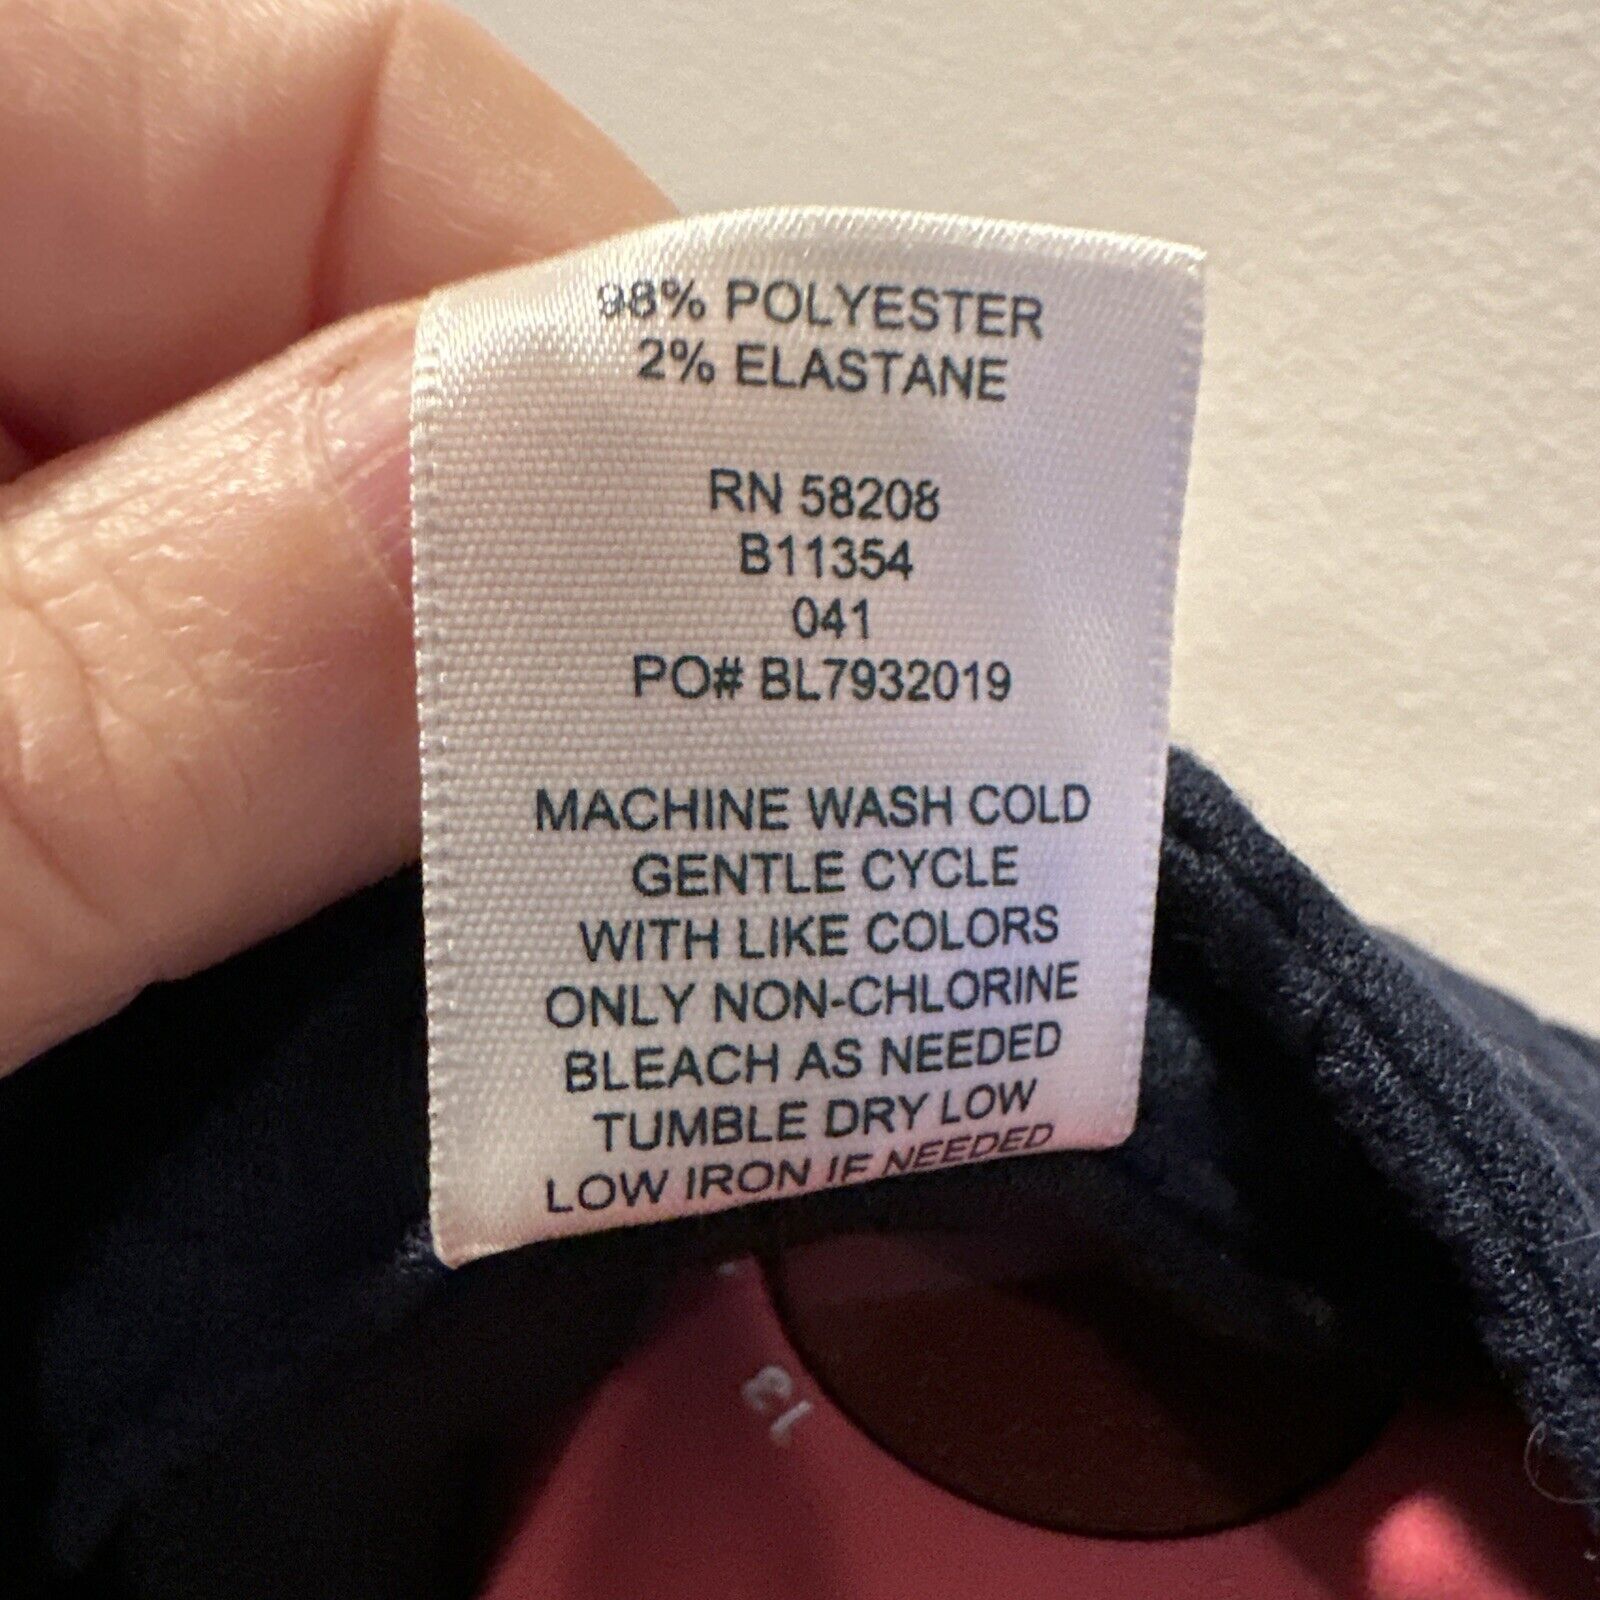 98% POLYESTER
2% ELASTANE
RN 58208
B11354
041
PO# BL7932019
MACHINE WASH COLD
GENTLE CYCLE
WITH LIKE COLORS
ONLY NON-CHLORINE
BLEACH AS NEEDED
TUMBLE DRY LOW
LOW IRON IF NEEDED
13